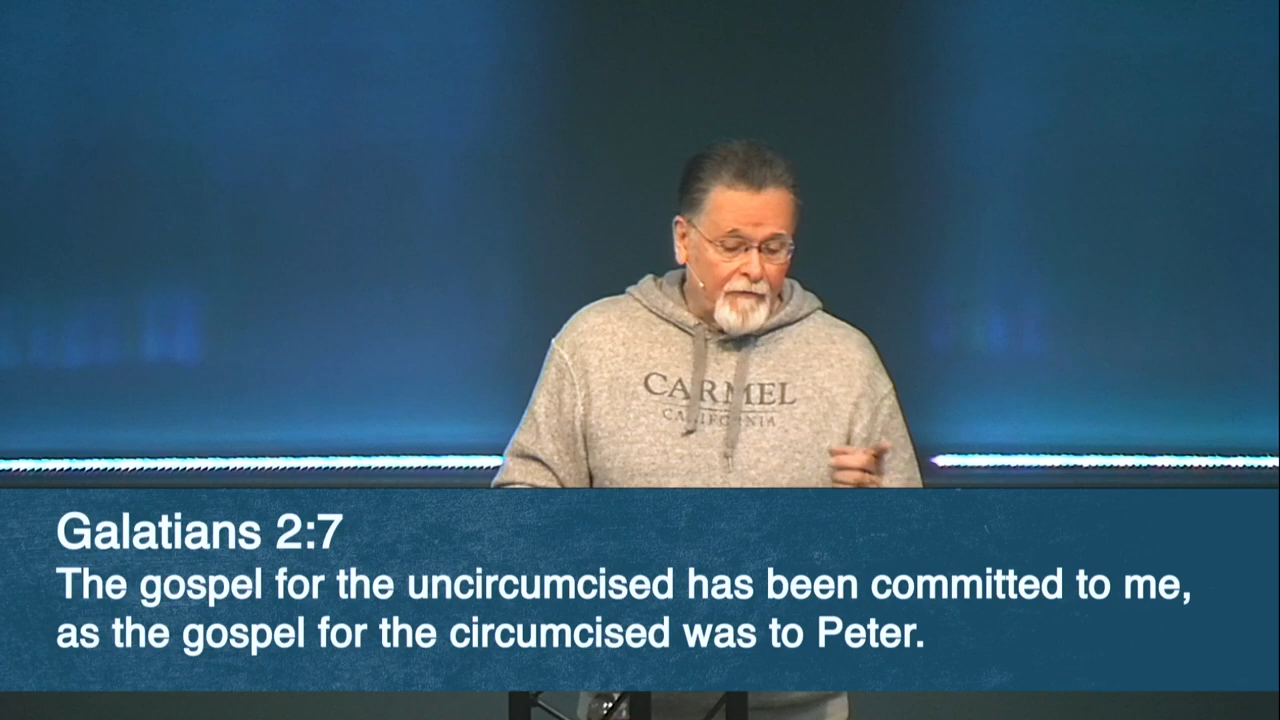 CARMEL
CALIFORNIA
Galatians 2:7
The gospel for the uncircumcised has been committed to me,
as the gospel for the circumcised was to Peter.